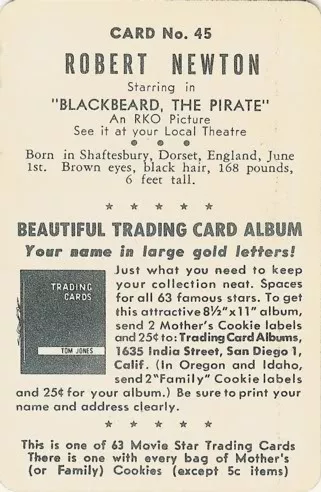 CARD No. 45
ROBERT NEWTON
Starring in
"BLACKBEARD, THE PIRATE"
An RKO Picture
See it at your Local Theatre
Born in Shaftesbury, Dorset, England, June
1st. Brown eyes, black hair, 168 pounds,
6 feet tall.
BEAUTIFUL TRADING CARD ALBUM
Your name in large gold letters!
TRADING
CARDS
TOM JONES
Just what you need to keep
your collection neat. Spaces
for all 63 famous stars. To get
this attractive 8½"x11" album,
send 2 Mother's Cookie labels
and 25¢ to: Trading Card Albums,
1635 India Street, San Diego 1,
Calif. (In Oregon and Idaho,
send 2 "Family" Cookie labels
and 25¢ for your album.) Be sure to print your
name and address clearly.
This is one of 63 Movie Star Trading Cards
There is one with every bag of Mother's
(or Family) Cookies (except 5c items)